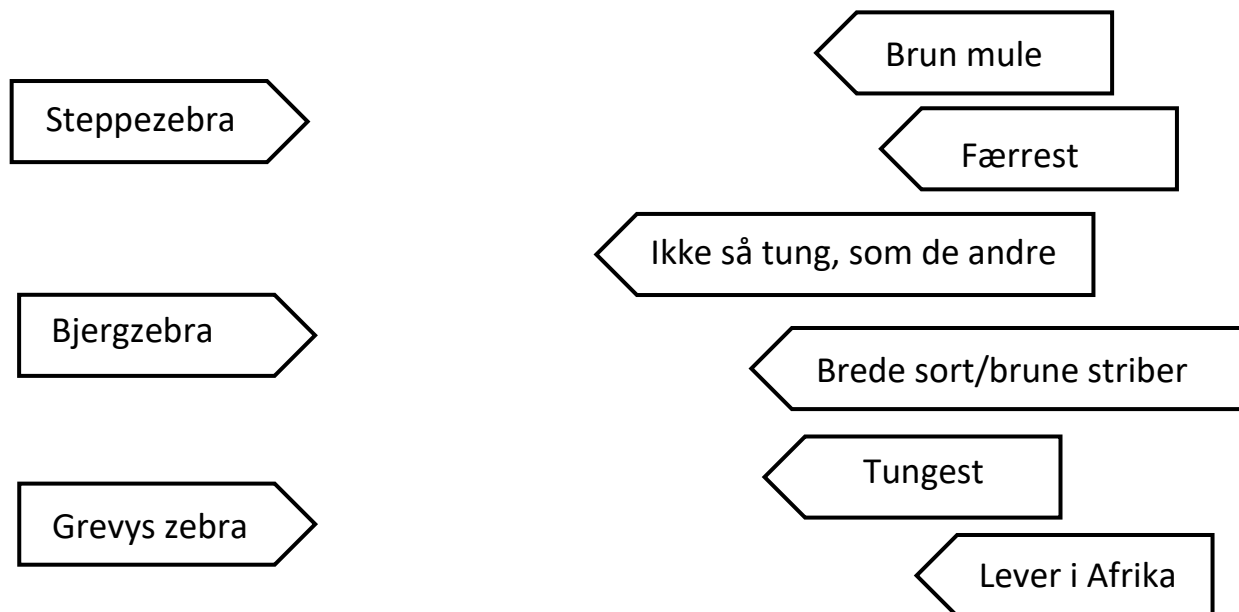 Steppezebra
Bjergzebra
Grevys zebra
Brun mule
Færrest
Ikke så tung, som de andre
Brede sort/brune striber
Tungest
Lever i Afrika